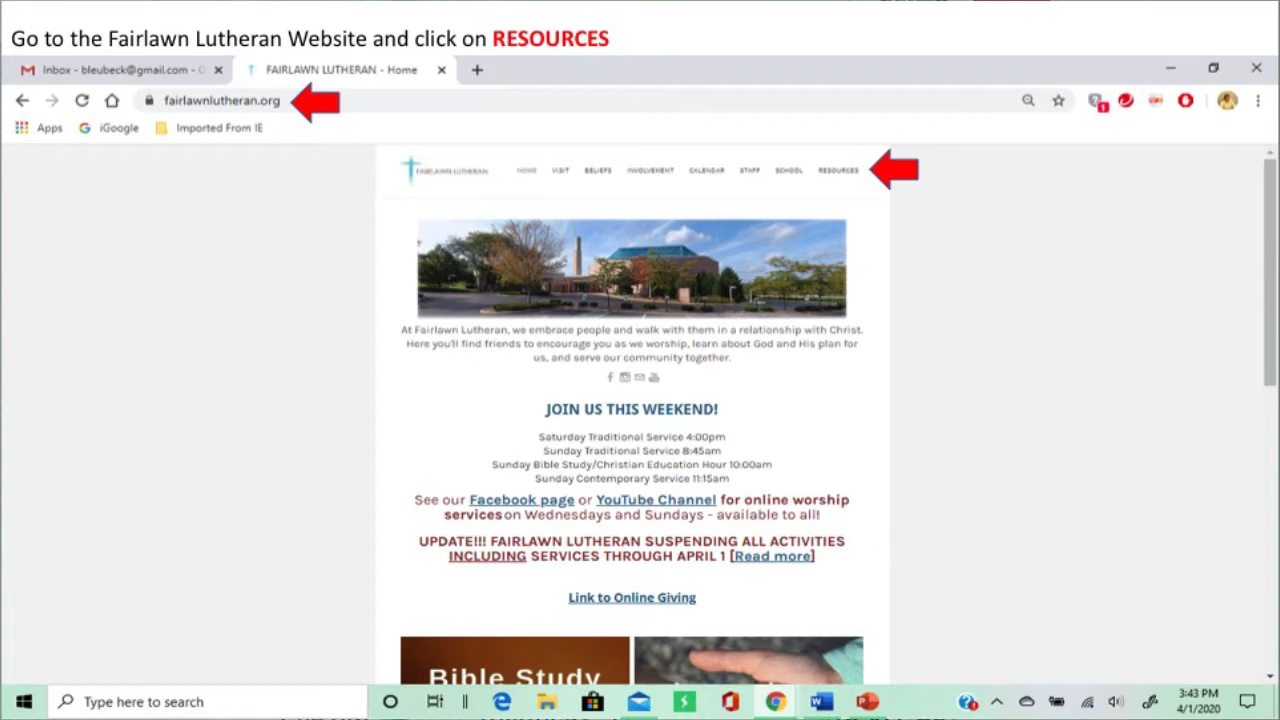 Go to the Fairlawn Lutheran Website and click on RESOURCES
Inbox - bleubeck@gmail.com -
FAIRLAWN LUTHERAN - Home
fairlawnlutheran.org
1
Apps
iGoogle
Imported From IE
FAIRLAWN LUTHERAN
HOME VISIT BELIEFS INVOLVEMENT CALENDAR STAFF SCHOOL RESOURCES
At Fairlawn Lutheran, we embrace people and walk with them in a relationship with Christ.
Here you'll find friends to encourage you as we worship, learn about God and His plan for
us, and serve our community together.
JOIN US THIS WEEKEND!
Saturday Traditional Service 4:00pm
Sunday Traditional Service 8:45am
Sunday Bible Study/Christian Education Hour 10:00am
Sunday Contemporary Service 11:15am
See our Facebook page or YouTube Channel for online worship
services on Wednesdays and Sundays - available to all!
UPDATE!!! FAIRLAWN LUTHERAN SUSPENDING ALL ACTIVITIES
INCLUDING SERVICES THROUGH APRIL 1 [Read more]
Link to Online Giving
Bible Study
Type here to search
3:43 PM
4/1/2020